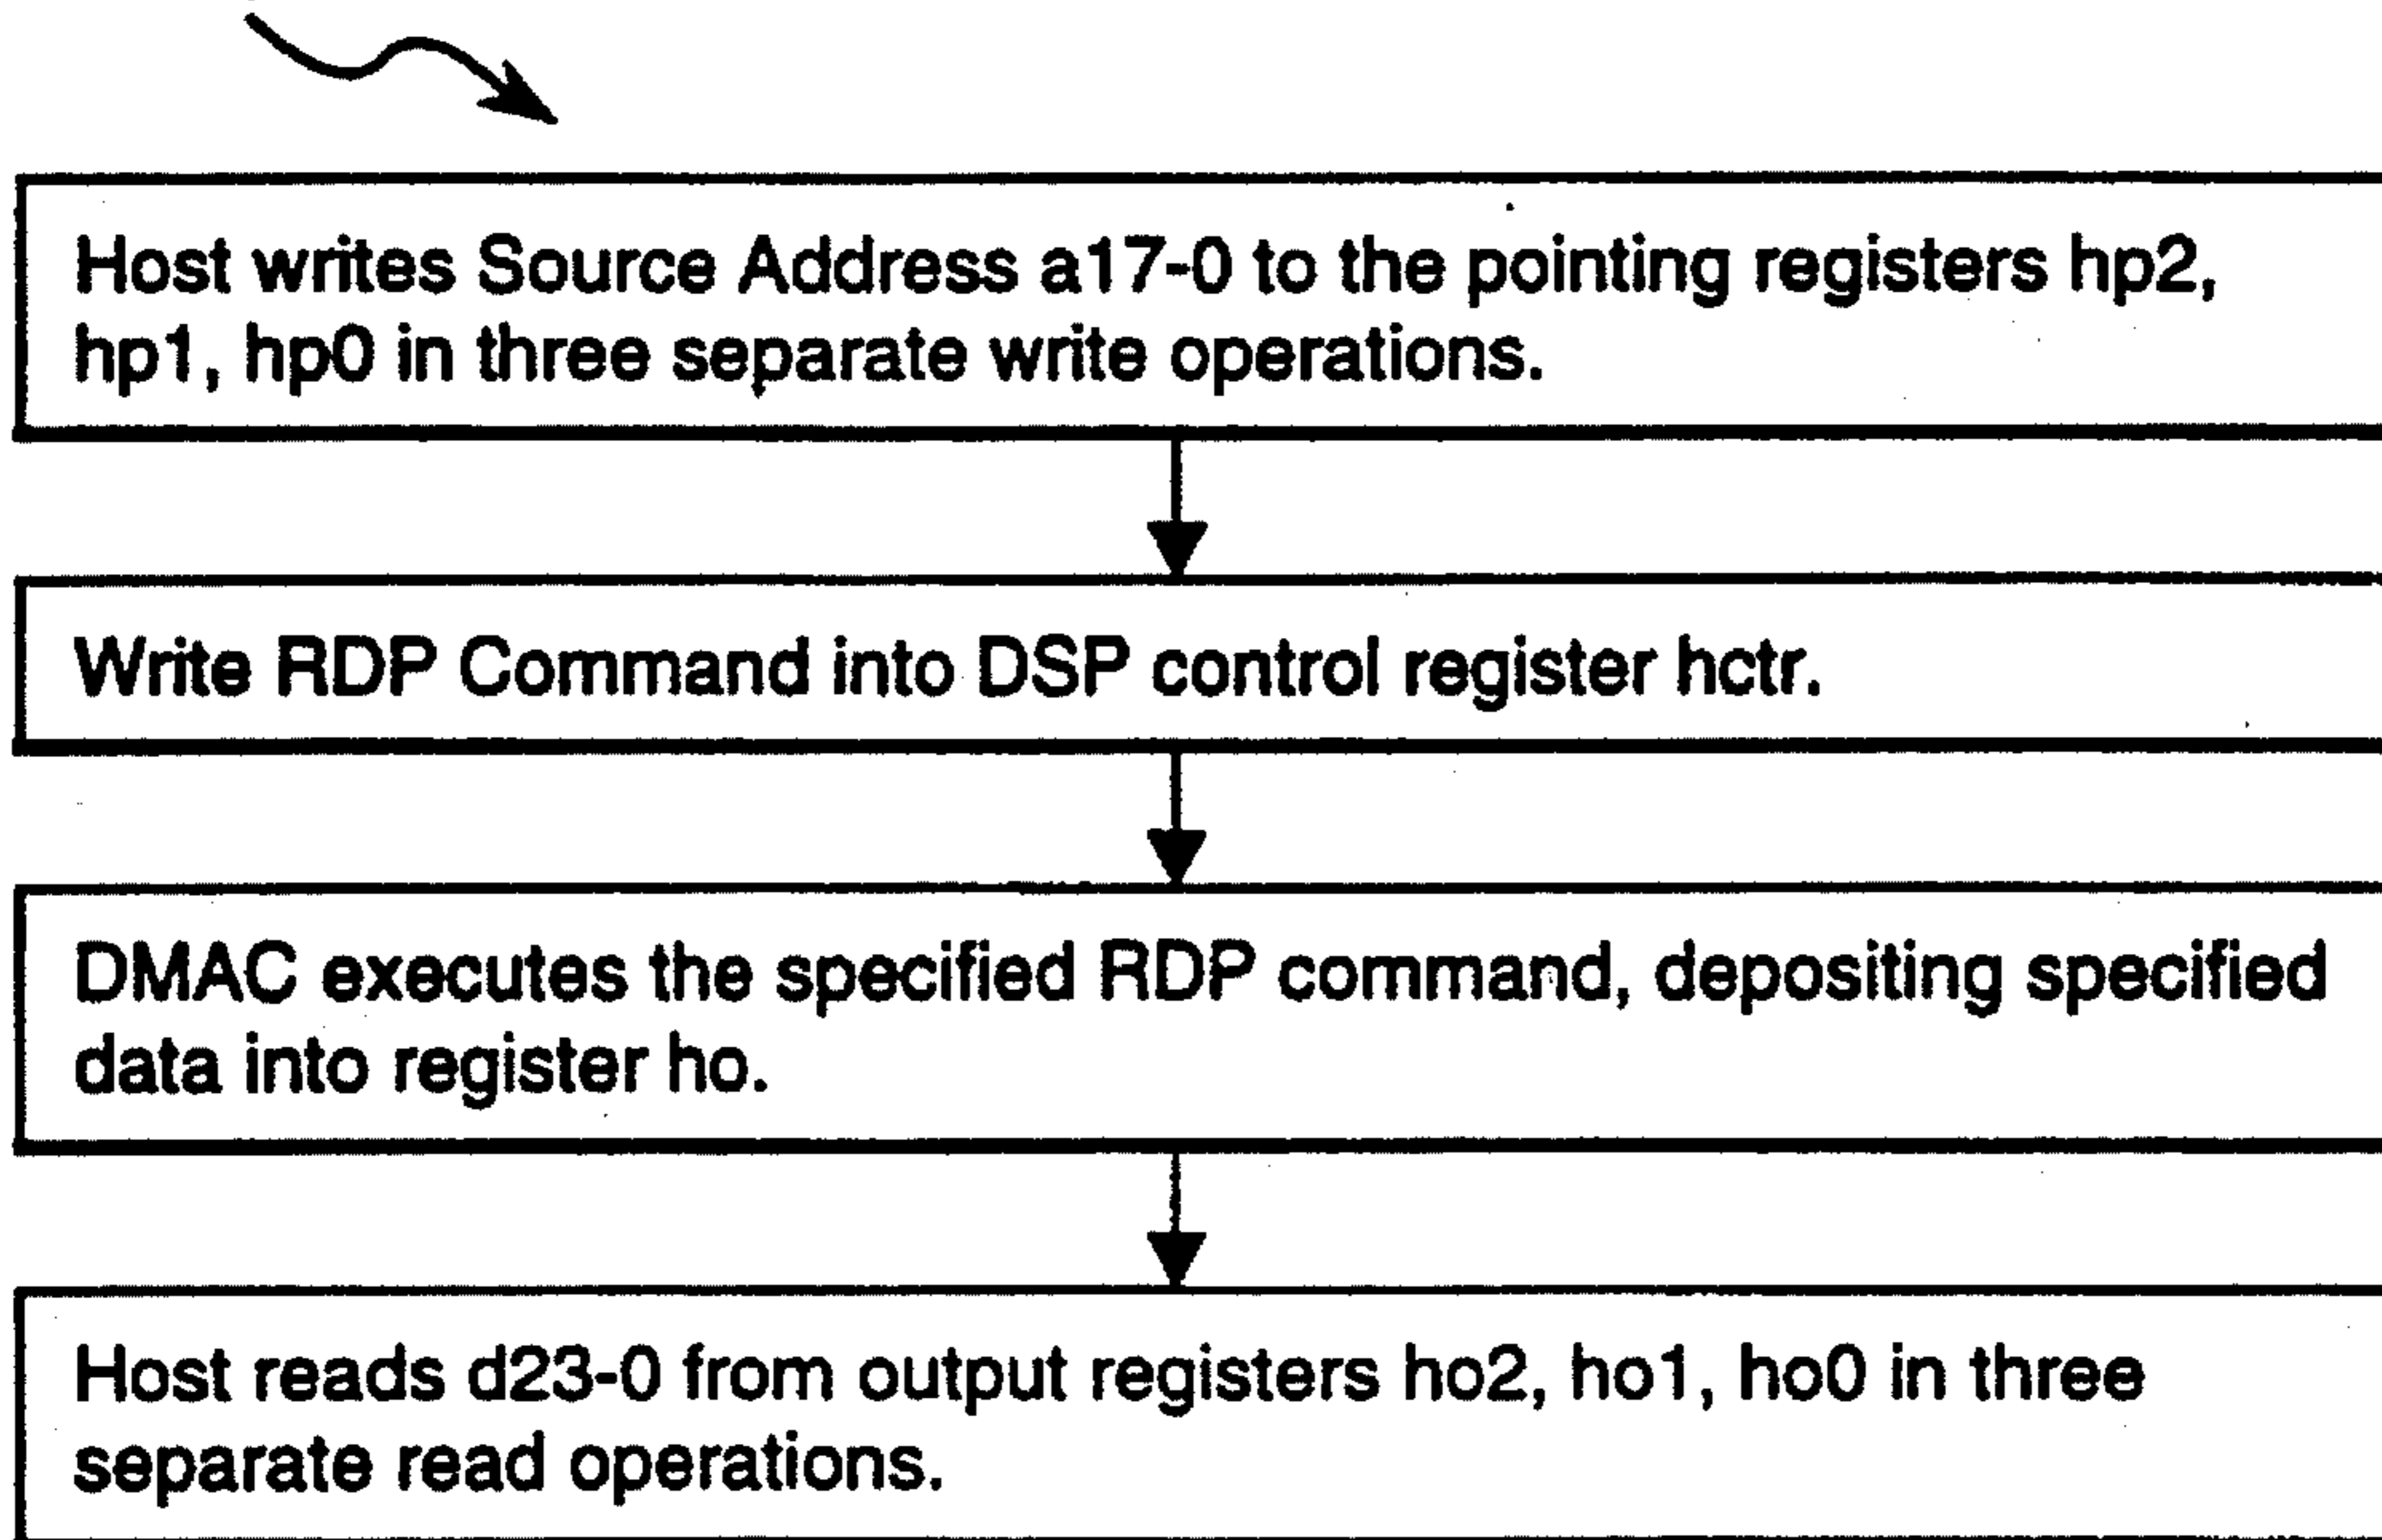 Host writes Source Address a17-0 to the pointing registers hp2,
hp1, hp0 in three separate write operations.
Write RDP Command into DSP control register hctr.
DMAC executes the specified RDP command, depositing specified
data into register ho.
Host reads d23-0 from output registers ho2, ho1, ho0 in three
separate read operations.